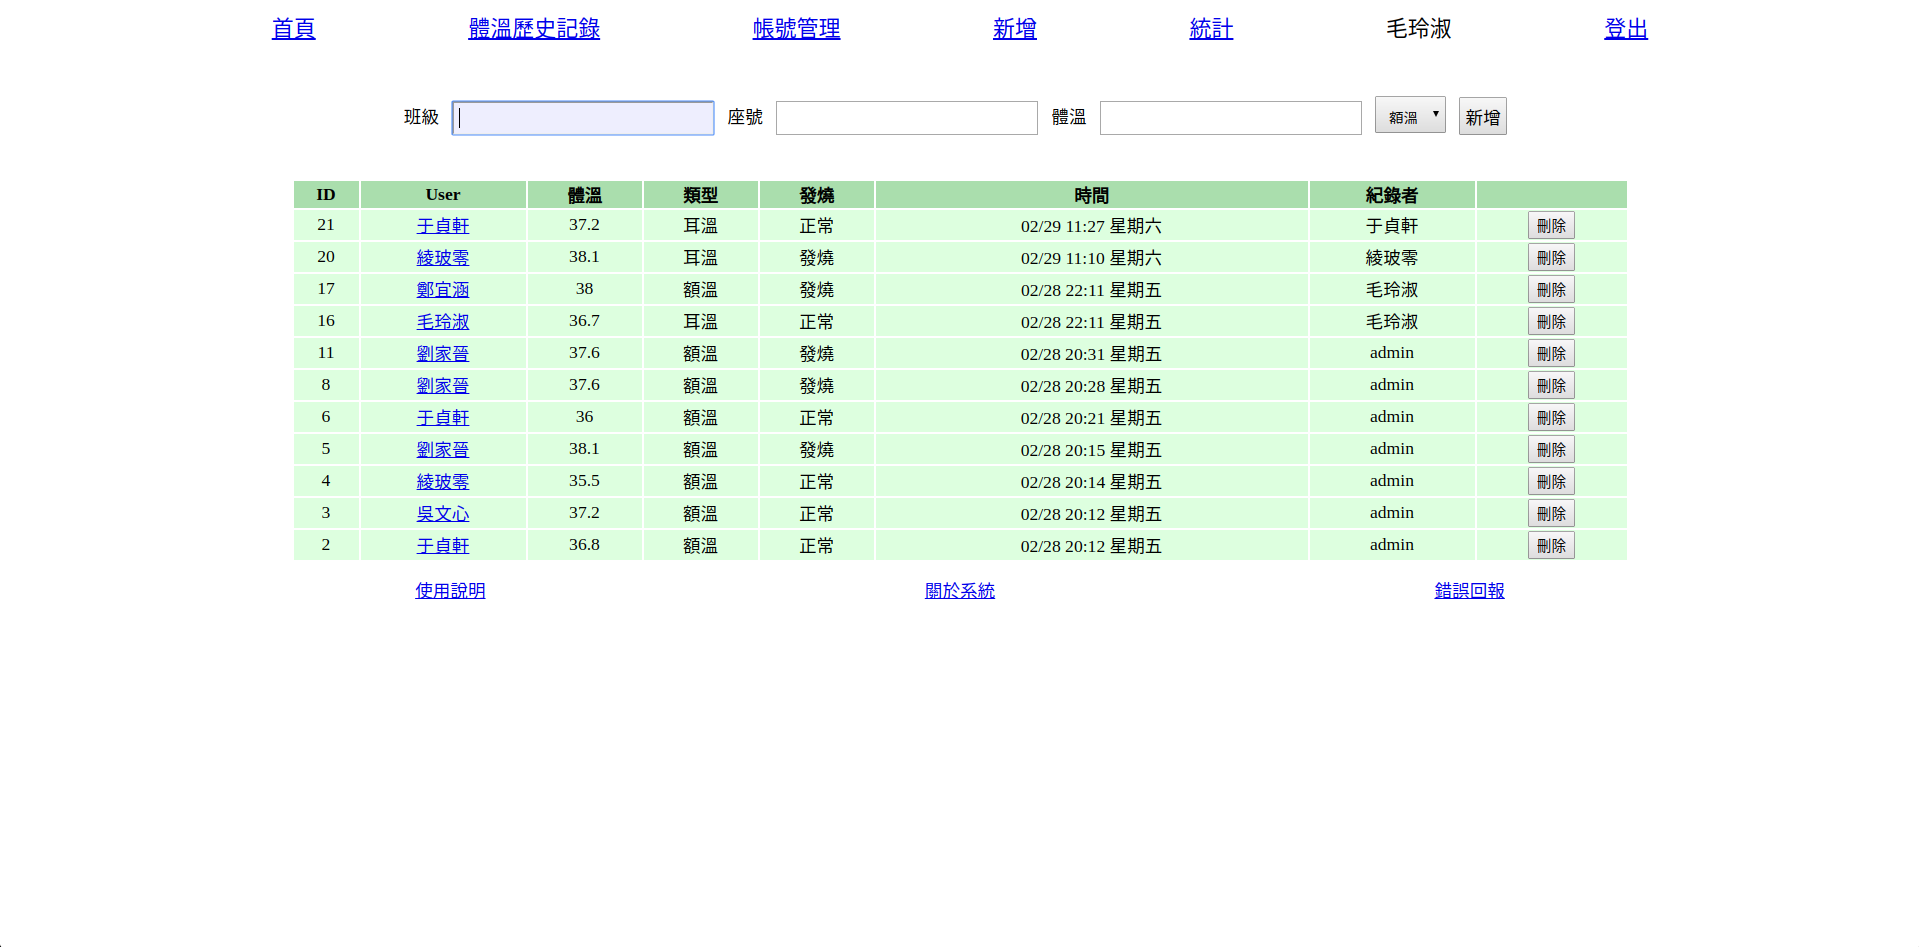 首頁 體溫歷史記錄 帳號管理 新增 統計 毛玲淑 登出
班級 座號 體溫 額溫 新增
ID User 體溫 類型 發燒 時間 紀錄者
21 于貞軒 37.2 耳溫 正常 02/29 11:27 星期六 于貞軒 刪除
20 綾玻零 38.1 耳溫 發燒 02/29 11:10 星期六 綾玻零 刪除
17 鄭宜涵 38 額溫 發燒 02/28 22:11 星期五 毛玲淑 刪除
16 毛玲淑 36.7 耳溫 正常 02/28 22:11 星期五 毛玲淑 刪除
11 劉家晉 37.6 額溫 發燒 02/28 20:31 星期五 admin 刪除
8 劉家晉 37.6 額溫 發燒 02/28 20:28 星期五 admin 刪除
6 于貞軒 36 額溫 正常 02/28 20:21 星期五 admin 刪除
5 劉家晉 38.1 額溫 發燒 02/28 20:15 星期五 admin 刪除
4 綾玻零 35.5 額溫 正常 02/28 20:14 星期五 admin 刪除
3 吳文心 37.2 額溫 正常 02/28 20:12 星期五 admin 刪除
2 于貞軒 36.8 額溫 正常 02/28 20:12 星期五 admin 刪除
使用說明 關於系統 錯誤回報